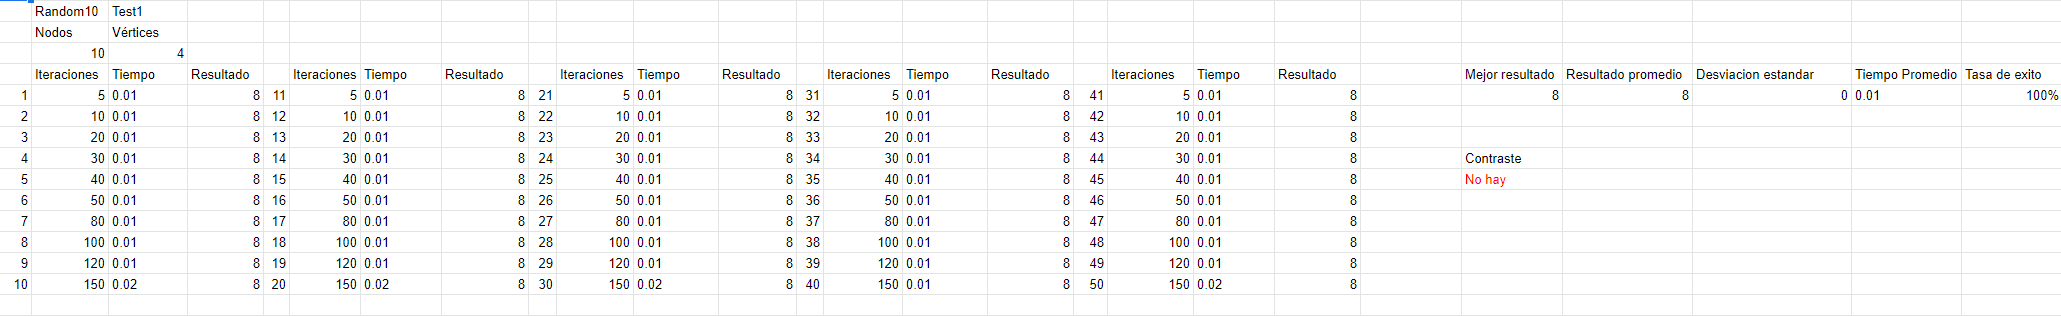 Random10 Test1
Nodos Vértices
10 4
Iteraciones Tiempo Resultado Iteraciones Tiempo Resultado Iteraciones Tiempo Resultado Iteraciones Tiempo Resultado Iteraciones Tiempo Resultado Mejor resultado Resultado promedio Desviacion estandar Tiempo Promedio Tasa de exito
1 5 0.01 8 11 5 0.01 8 21 5 0.01 8 31 5 0.01 8 41 5 0.01 8 8 8 0 0.01 100%
2 10 0.01 8 12 10 0.01 8 22 10 0.01 8 32 10 0.01 8 42 10 0.01 8
3 20 0.01 8 13 20 0.01 8 23 20 0.01 8 33 20 0.01 8 43 20 0.01 8
4 30 0.01 8 14 30 0.01 8 24 30 0.01 8 34 30 0.01 8 44 30 0.01 8 Contraste
5 40 0.01 8 15 40 0.01 8 25 40 0.01 8 35 40 0.01 8 45 40 0.01 8 No hay
6 50 0.01 8 16 50 0.01 8 26 50 0.01 8 36 50 0.01 8 46 50 0.01 8
7 80 0.01 8 17 80 0.01 8 27 80 0.01 8 37 80 0.01 8 47 80 0.01 8
8 100 0.01 8 18 100 0.01 8 28 100 0.01 8 38 100 0.01 8 48 100 0.01 8
9 120 0.01 8 19 120 0.01 8 29 120 0.01 8 39 120 0.01 8 49 120 0.01 8
10 150 0.02 8 20 150 0.02 8 30 150 0.02 8 40 150 0.01 8 50 150 0.02 8